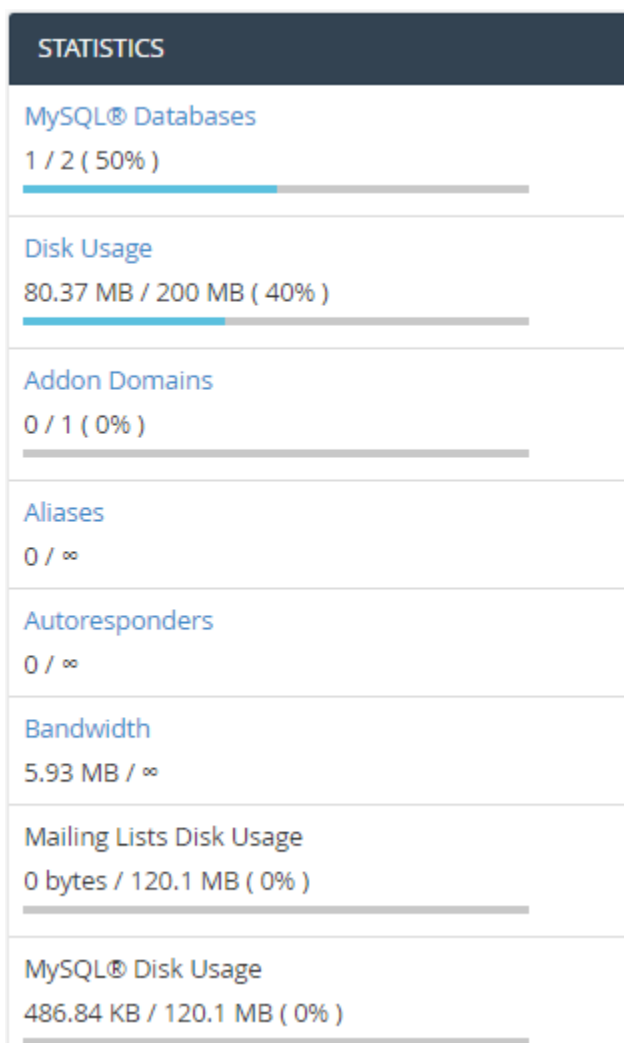 STATISTICS
MySQL® Databases
1 / 2 ( 50% )
Disk Usage
80.37 MB / 200 MB ( 40% )
Addon Domains
0 / 1 ( 0% )
Aliases
0 / ∞
Autoresponders
0 / ∞
Bandwidth
5.93 MB / ∞
Mailing Lists Disk Usage
0 bytes / 120.1 MB ( 0% )
MySQL® Disk Usage
486.84 KB / 120.1 MB ( 0% )